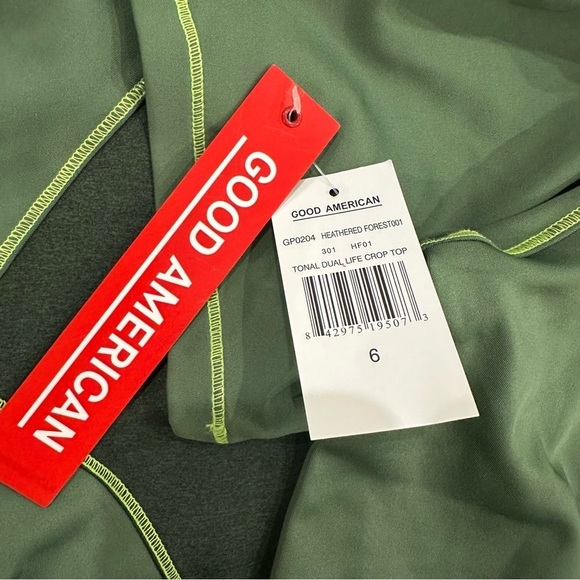 GOOD AMERICAN
GOOD AMERICAN
GP0204 HEATHERED FOREST001
301 HF01
TONAL DUAL LIFE CROP TOP
8 42975 19507 3
6